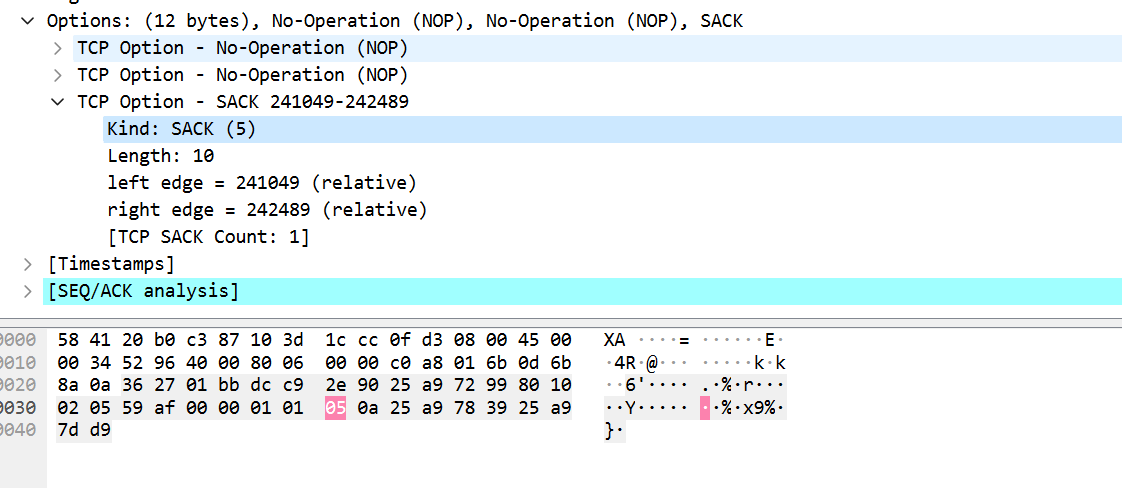 Options: (12 bytes), No-Operation (NOP), No-Operation (NOP), SACK
TCP Option - No-Operation (NOP)
TCP Option - No-Operation (NOP)
TCP Option - SACK 241049-242489
Kind: SACK (5)
Length: 10
left edge = 241049 (relative)
right edge = 242489 (relative)
[TCP SACK Count: 1]
[Timestamps]
[SEQ/ACK analysis]
0000 58 41 20 b0 c3 87 10 3d 1c cc 0f d3 08 00 45 00 XA ····= ······E·
0010 00 34 52 96 40 00 80 06 00 00 c0 a8 01 6b 0d 6b ·4R·@··· ·····k·k
0020 8a 0a 36 27 01 bb dc c9 2e 90 25 a9 72 99 80 10 ··6'···· .·%·r···
0030 02 05 59 af 00 00 01 01 05 0a 25 a9 78 39 25 a9 ··Y····· ··%·x9%·
0040 7d d9 }·